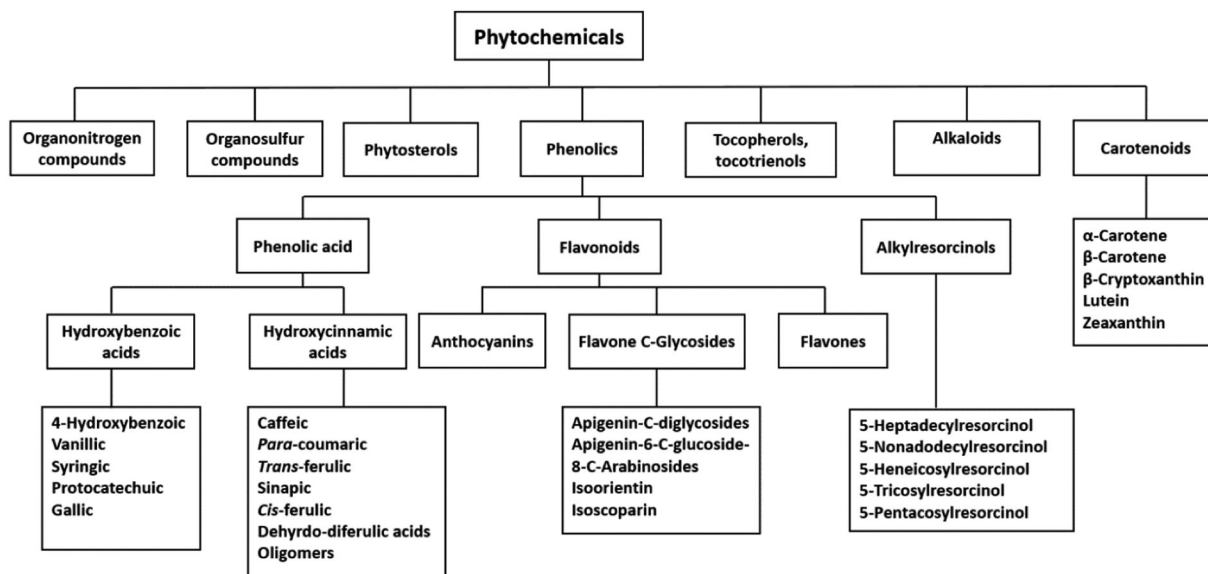 Phytochemicals
Organonitrogen
compounds
Organosulfur
compounds
Phytosterols
Phenolics
Tocopherols,
tocotrienols
Alkaloids
Carotenoids
Phenolic acid
Flavonoids
Alkylresorcinols
α-Carotene
β-Carotene
β-Cryptoxanthin
Lutein
Zeaxanthin
Hydroxybenzoic
acids
Hydroxycinnamic
acids
Anthocyanins
Flavone C-Glycosides
Flavones
4-Hydroxybenzoic
Vanillic
Syringic
Protocatechuic
Gallic
Caffeic
Para-coumaric
Trans-ferulic
Sinapic
Cis-ferulic
Dehyrdo-diferulic acids
Oligomers
Apigenin-C-diglycosides
Apigenin-6-C-glucoside-
8-C-Arabinosides
Isoorientin
Isoscoparin
5-Heptadecylresorcinol
5-Nonadodecylresorcinol
5-Heneicosylresorcinol
5-Tricosylresorcinol
5-Pentacosylresorcinol